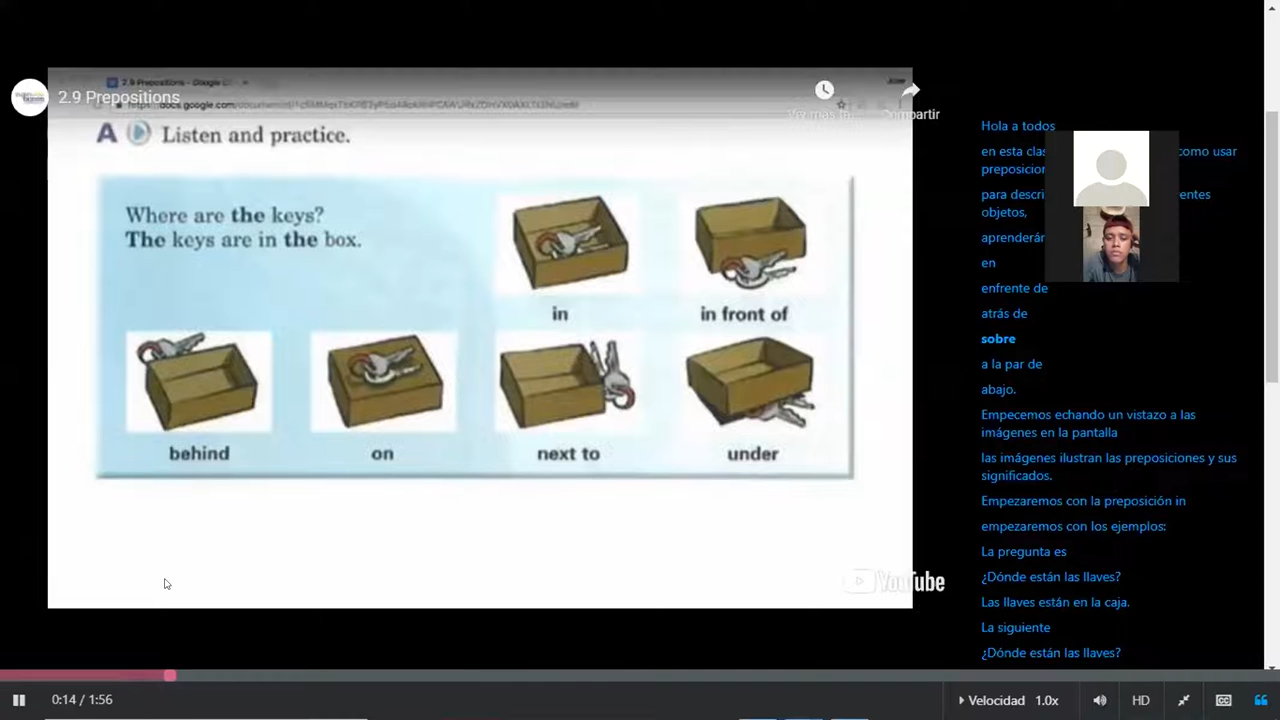 2.9 Prepositions - Google
2.9 Prepositions
Compartir
A Listen and practice.
Where are the keys?
The keys are in the box.
in
in front of
behind
on
next to
under
YouTube
Hola a todos
en esta como usar
para entes
objetos,
en
enfrente de
atrás de
sobre
a la par de
abajo.
Empecemos echando un vistazo a las
imágenes en la pantalla
las imágenes ilustran las preposiciones y sus
significados.
Empezaremos con la preposición in
empezaremos con los ejemplos:
La pregunta es
¿Dónde están las llaves?
Las llaves están en la caja.
La siguiente
¿Dónde están las llaves?
0:14 / 1:56
Velocidad 1.0x
HD